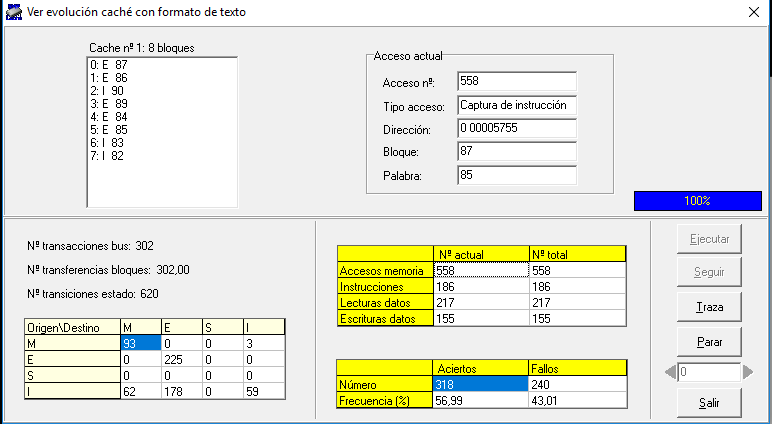 Ver evolución caché con formato de texto
Cache nº 1: 8 bloques
0: E 87
1: E 86
2: I 90
3: E 89
4: E 84
5: E 85
6: I 83
7: I 82
Acceso actual
Acceso nº: 558
Tipo acceso: Captura de instrucción
Dirección: 0 00005755
Bloque: 87
Palabra: 85
100%
Nº transacciones bus: 302
Nº transferencias bloques: 302,00
Nº transiciones estado: 620
Origen\Destino M E S I
M 93 0 0 3
E 0 225 0 0
S 0 0 0 0
I 62 178 0 59
Nº actual Nº total
Accesos memoria 558 558
Instrucciones 186 186
Lecturas datos 217 217
Escrituras datos 155 155
Aciertos Fallos
Número 318 240
Frecuencia (%) 56,99 43,01
Ejecutar
Seguir
Traza
Parar
0
Salir